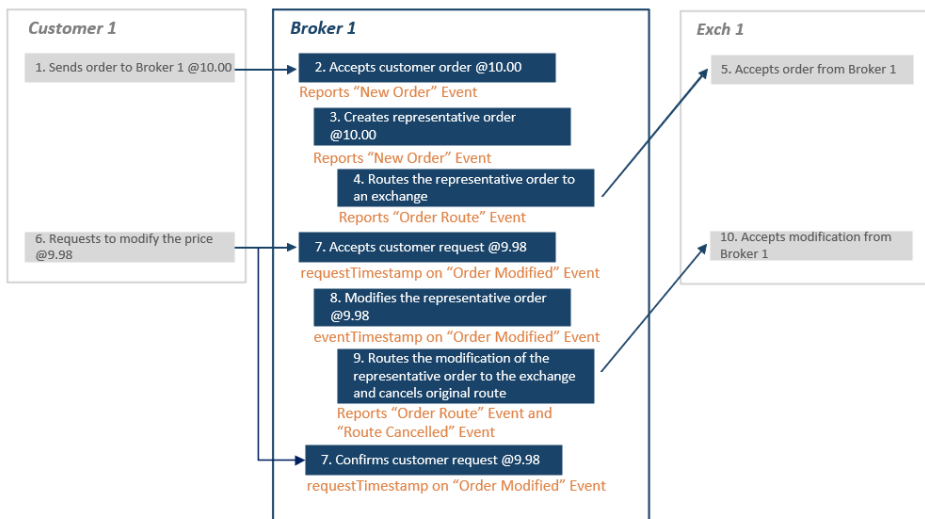 Customer 1
Broker 1
Exch 1
1. Sends order to Broker 1 @10.00
2. Accepts customer order @10.00
Reports “New Order” Event
3. Creates representative order
@10.00
Reports “New Order” Event
4. Routes the representative order to
an exchange
Reports “Order Route” Event
5. Accepts order from Broker 1
6. Requests to modify the price
@9.98
7. Accepts customer request @9.98
requestTimestamp on “Order Modified” Event
8. Modifies the representative order
@9.98
eventTimestamp on “Order Modified” Event
9. Routes the modification of the
representative order to the exchange
and cancels original route
Reports “Order Route” Event and
“Route Cancelled” Event
10. Accepts modification from
Broker 1
7. Confirms customer request @9.98
requestTimestamp on “Order Modified” Event